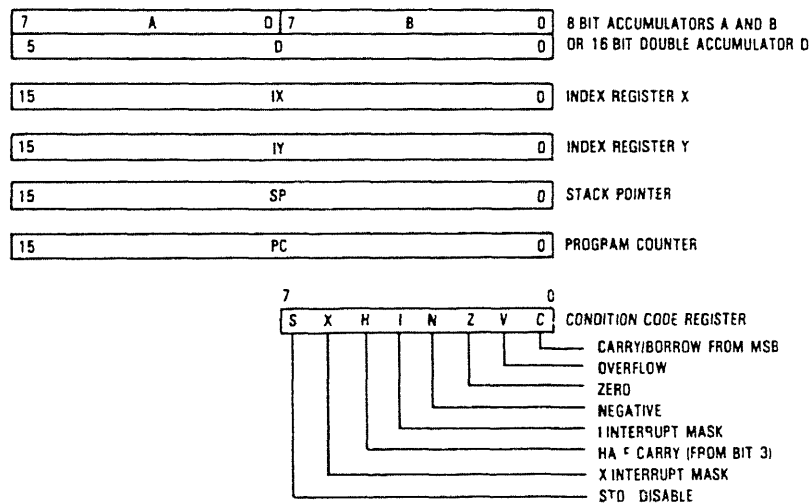 7 A 0 7 B 0 8 BIT ACCUMULATORS A AND B
5 D 0 OR 16 BIT DOUBLE ACCUMULATOR D
15 IX 0 INDEX REGISTER X
15 IY 0 INDEX REGISTER Y
15 SP 0 STACK POINTER
15 PC 0 PROGRAM COUNTER
7 0
S X H I N Z V C CONDITION CODE REGISTER
CARRY/BORROW FROM MSB
OVERFLOW
ZERO
NEGATIVE
I INTERRUPT MASK
CARRY (FROM BIT 3)
X INTERRUPT MASK
DISABLE